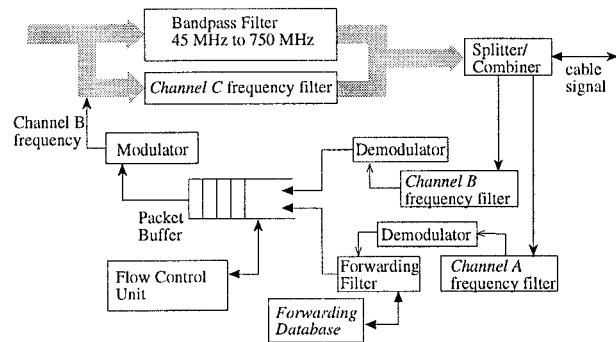 Bandpass Filter
45 MHz to 750 MHz
Channel C frequency filter
Splitter/
Combiner
cable
signal
Channel B
frequency
Modulator
Demodulator
Channel B
frequency filter
Packet
Buffer
Demodulator
Flow Control
Unit
Forwarding
Filter
Channel A
frequency filter
Forwarding
Database